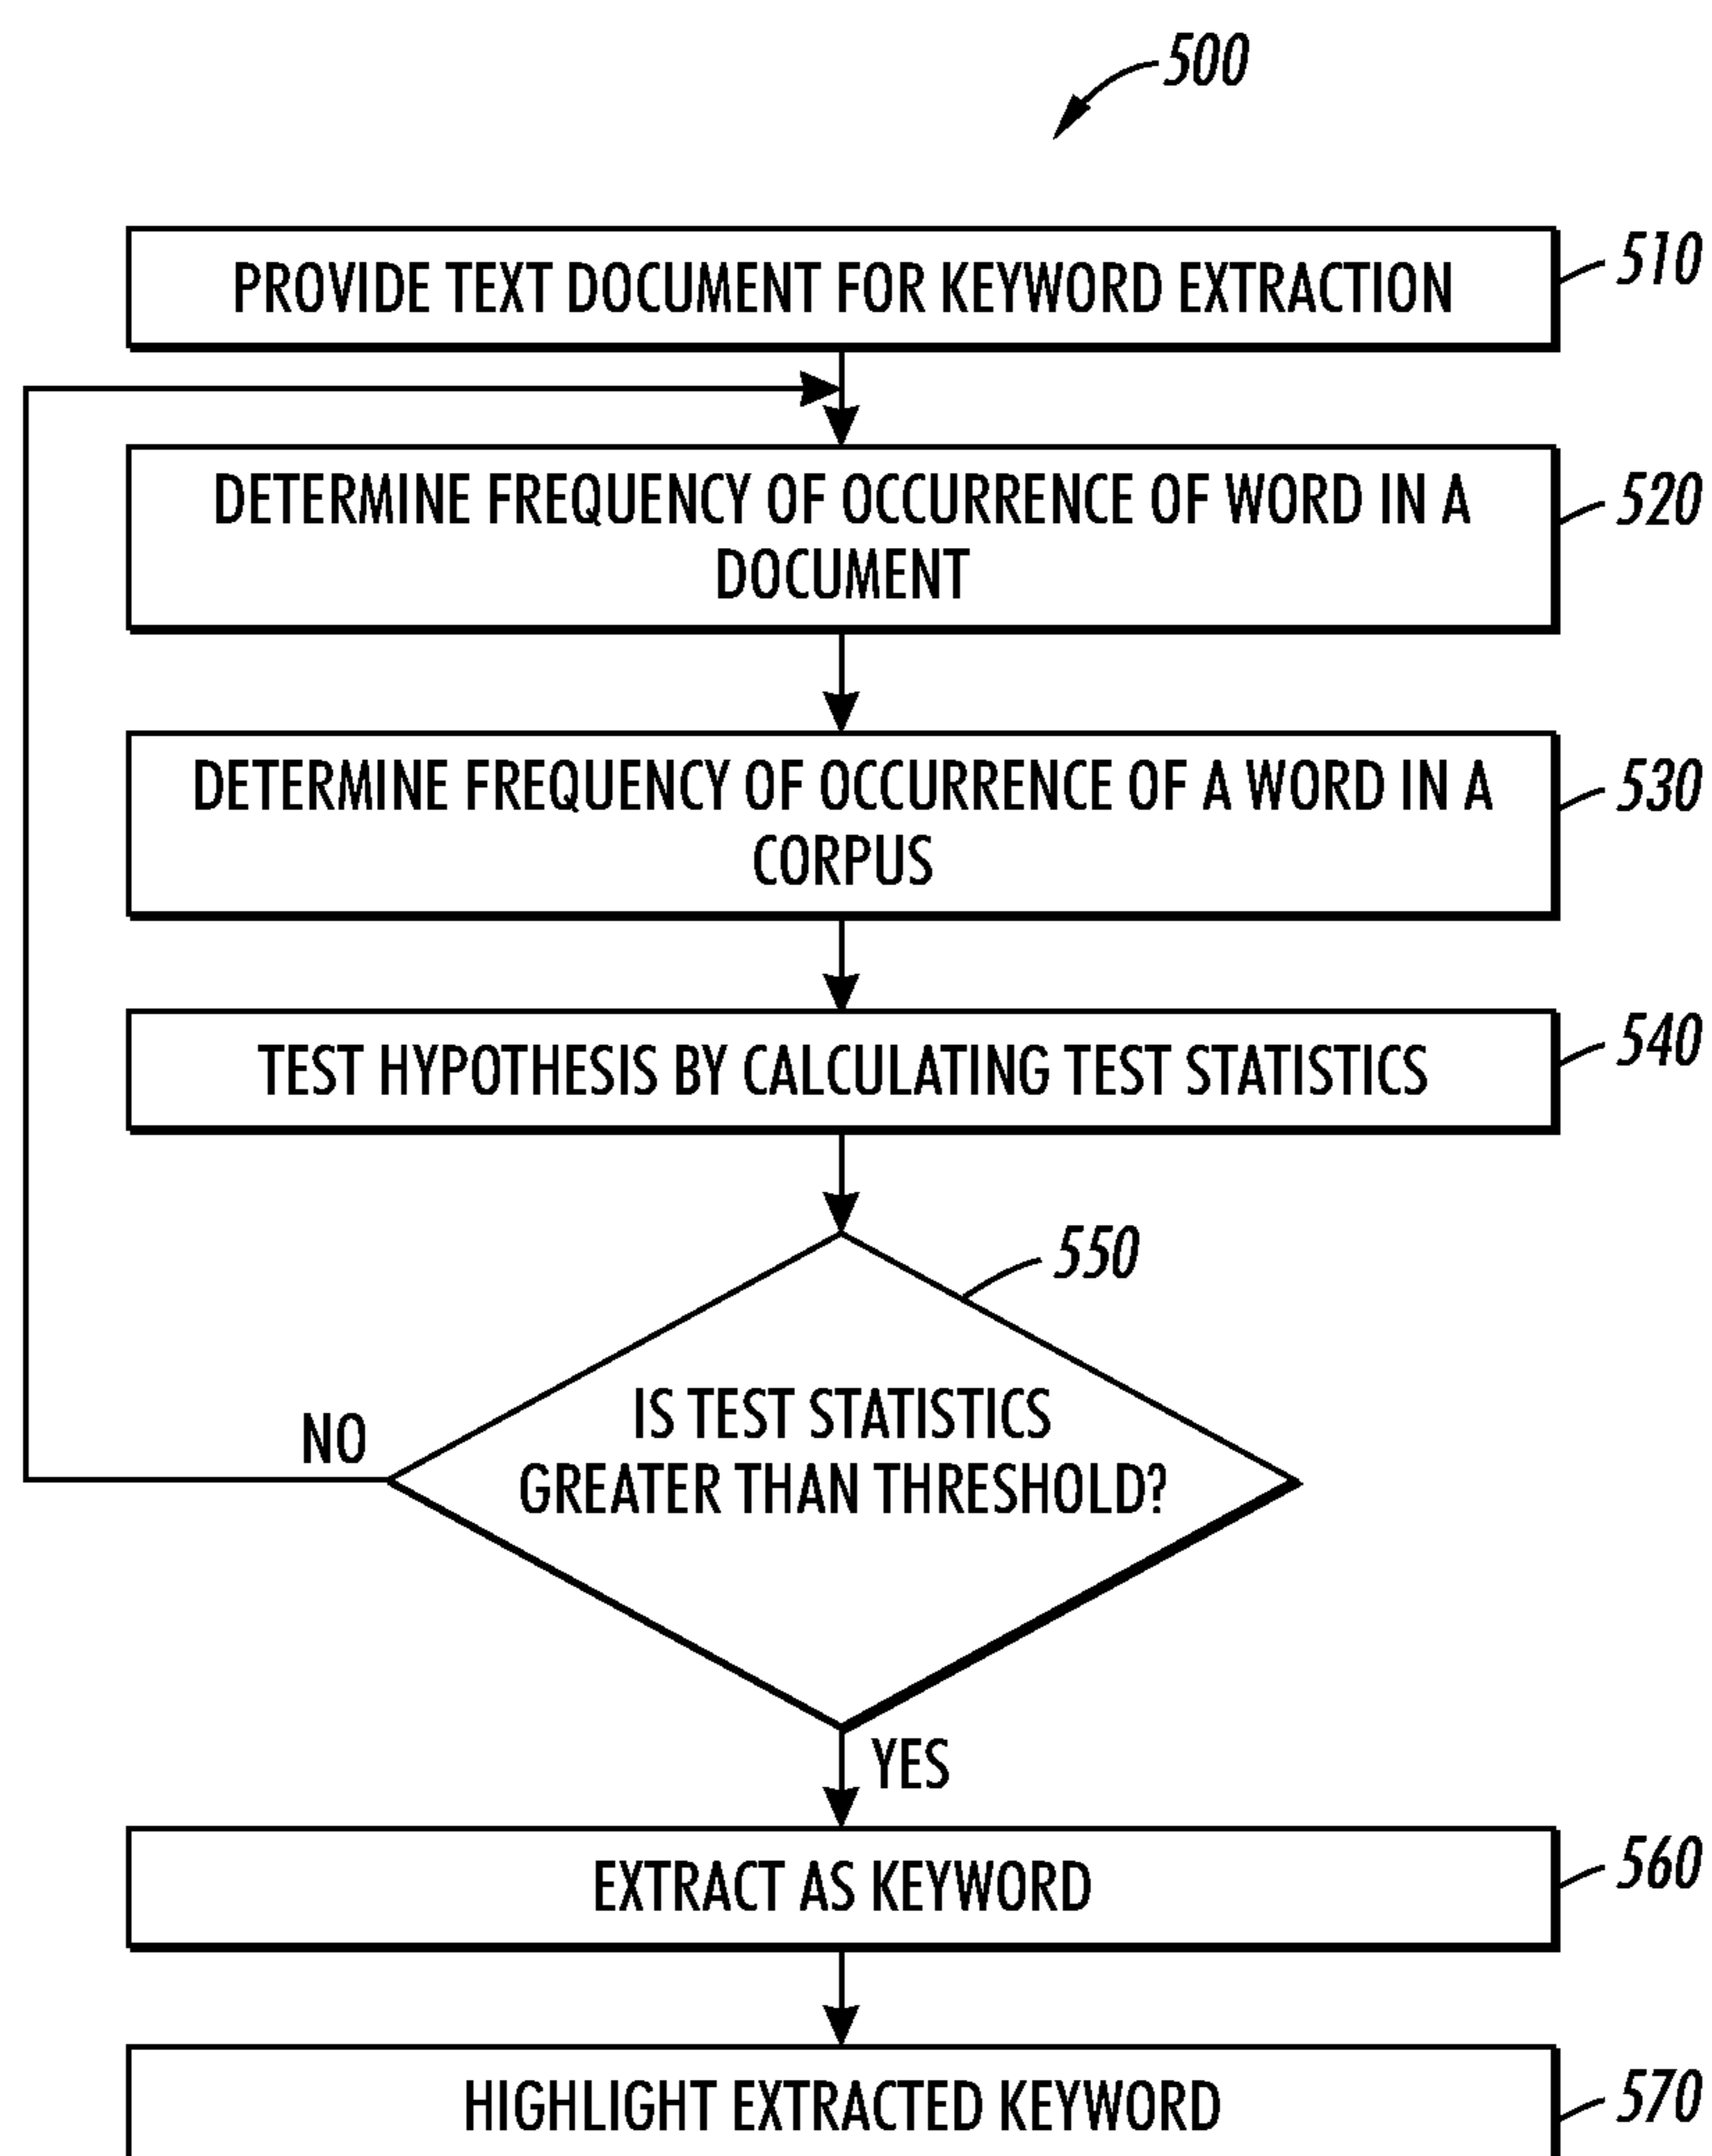 500
PROVIDE TEXT DOCUMENT FOR KEYWORD EXTRACTION
510
DETERMINE FREQUENCY OF OCCURRENCE OF WORD IN A
DOCUMENT
520
DETERMINE FREQUENCY OF OCCURRENCE OF A WORD IN A
CORPUS
530
TEST HYPOTHESIS BY CALCULATING TEST STATISTICS
540
550
IS TEST STATISTICS
GREATER THAN THRESHOLD?
NO
YES
EXTRACT AS KEYWORD
560
HIGHLIGHT EXTRACTED KEYWORD
570